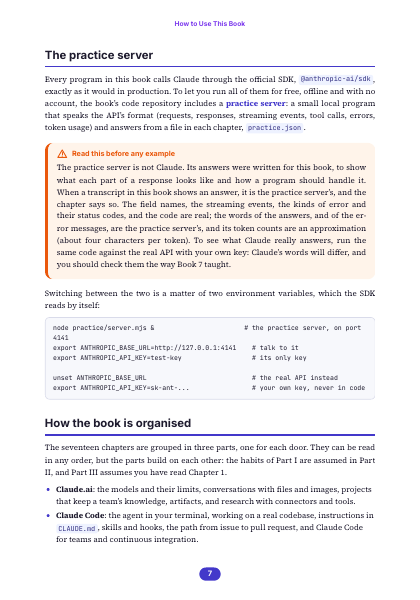 How to Use This Book
The practice server
Every program in this book calls Claude through the official SDK, @anthropic-ai/sdk,
exactly as it would in production. To let you run all of them for free, offline and with no
account, the book's code repository includes a practice server: a small local program
that speaks the API's format (requests, responses, streaming events, tool calls, errors,
token usage) and answers from a file in each chapter, practice.json.
Read this before any example
The practice server is not Claude. Its answers were written for this book, to show
what each part of a response looks like and how a program should handle it.
When a transcript in this book shows an answer, it is the practice server's, and the
chapter says so. The field names, the streaming events, the kinds of error and
their status codes, and the code are real; the words of the answers, and of the er-
ror messages, are the practice server's, and its token counts are an approximation
(about four characters per token). To see what Claude really answers, run the
same code against the real API with your own key: Claude's words will differ, and
you should check them the way Book 7 taught.
Switching between the two is a matter of two environment variables, which the SDK
reads by itself:
node practice/server.mjs & # the practice server, on port
4141
export ANTHROPIC_BASE_URL=http://127.0.0.1:4141 # talk to it
export ANTHROPIC_API_KEY=test-key # its only key
unset ANTHROPIC_BASE_URL # the real API instead
export ANTHROPIC_API_KEY=sk-ant-... # your own key, never in code
How the book is organised
The seventeen chapters are grouped in three parts, one for each door. They can be read
in any order, but the parts build on each other: the habits of Part I are assumed in Part
II, and Part III assumes you have read Chapter 1.
• Claude.ai: the models and their limits, conversations with files and images, projects
that keep a team's knowledge, artifacts, and research with connectors and tools.
• Claude Code: the agent in your terminal, working on a real codebase, instructions in
CLAUDE.md, skills and hooks, the path from issue to pull request, and Claude Code
for teams and continuous integration.
7